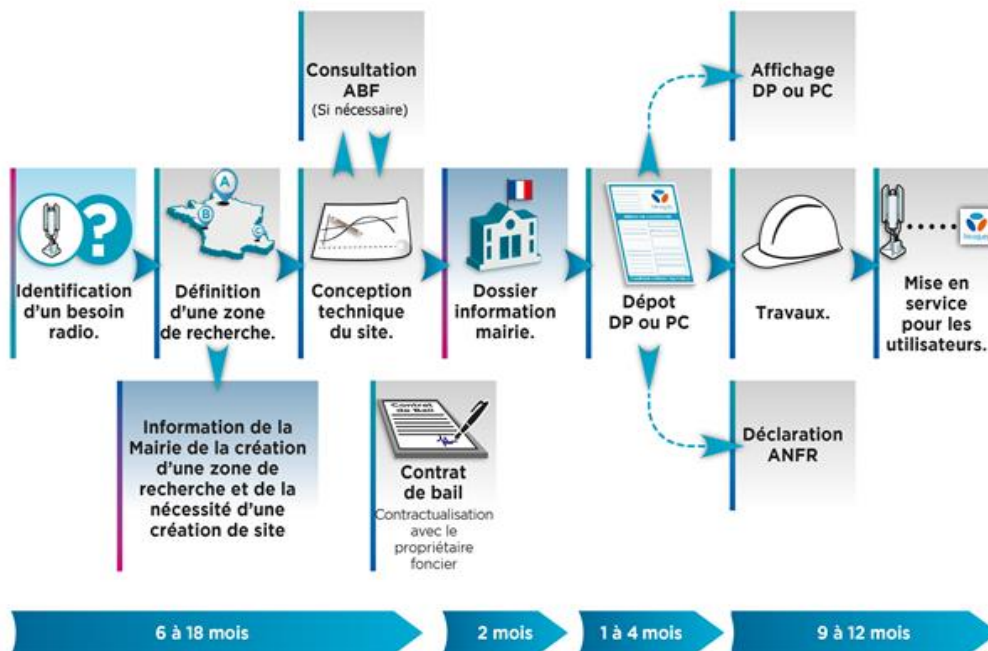 Consultation
ABF
(Si nécessaire)
Affichage
DP ou PC
A
B
C
?
Identification
d'un besoin
radio.
Définition
d'une zone
de recherche.
Conception
technique
du site.
Dossier
information
mairie.
Dépot
DP ou PC
Travaux.
Mise en
service
pour les
utilisateurs.
Information de la
Mairie de la création
d'une zone de
recherche et de la
nécessité d'une
création de site
Contrat
de Bail
Contrat
de bail
Contractualisation
avec le
propriétaire
foncier
Déclaration
ANFR
6 à 18 mois
2 mois
1 à 4 mois
9 à 12 mois